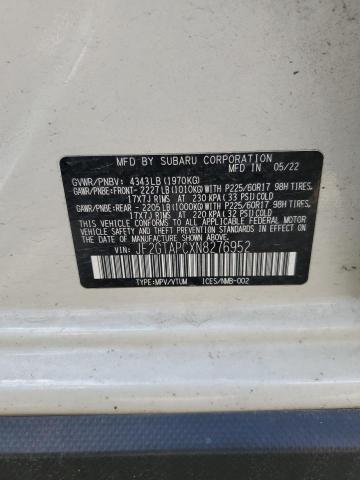 MFD BY SUBARU CORPORATION
MFD IN 05/22
GVWR/PNBV: 4343LB (1970KG)
GAWR/PNBE:FRONT- 2227LB(1010KG)WITH P225/60R17 98H TIRES,
17X7J RIMS AT 230 KPA (33 PSI)COLD
GAWR/PNBE:REAR - 2205LB(1000KG)WITH P225/60R17 98H TIRES,
17X7J RIMS AT 220 KPA(32 PSI)COLD
THIS VEHICLE CONFORMS TO ALL APPLICABLE FEDERAL MOTOR
VEHICLE SAFETY, BUMPER, AND THEFT PREVENTION STANDARDS IN
EFFECT ON THE DATE OF MANUFACTURE SHOWN ABOVE.
VIN: JF2GTAPCXN8276952
TYPE:MPV/VTUM ICES/NMB-002